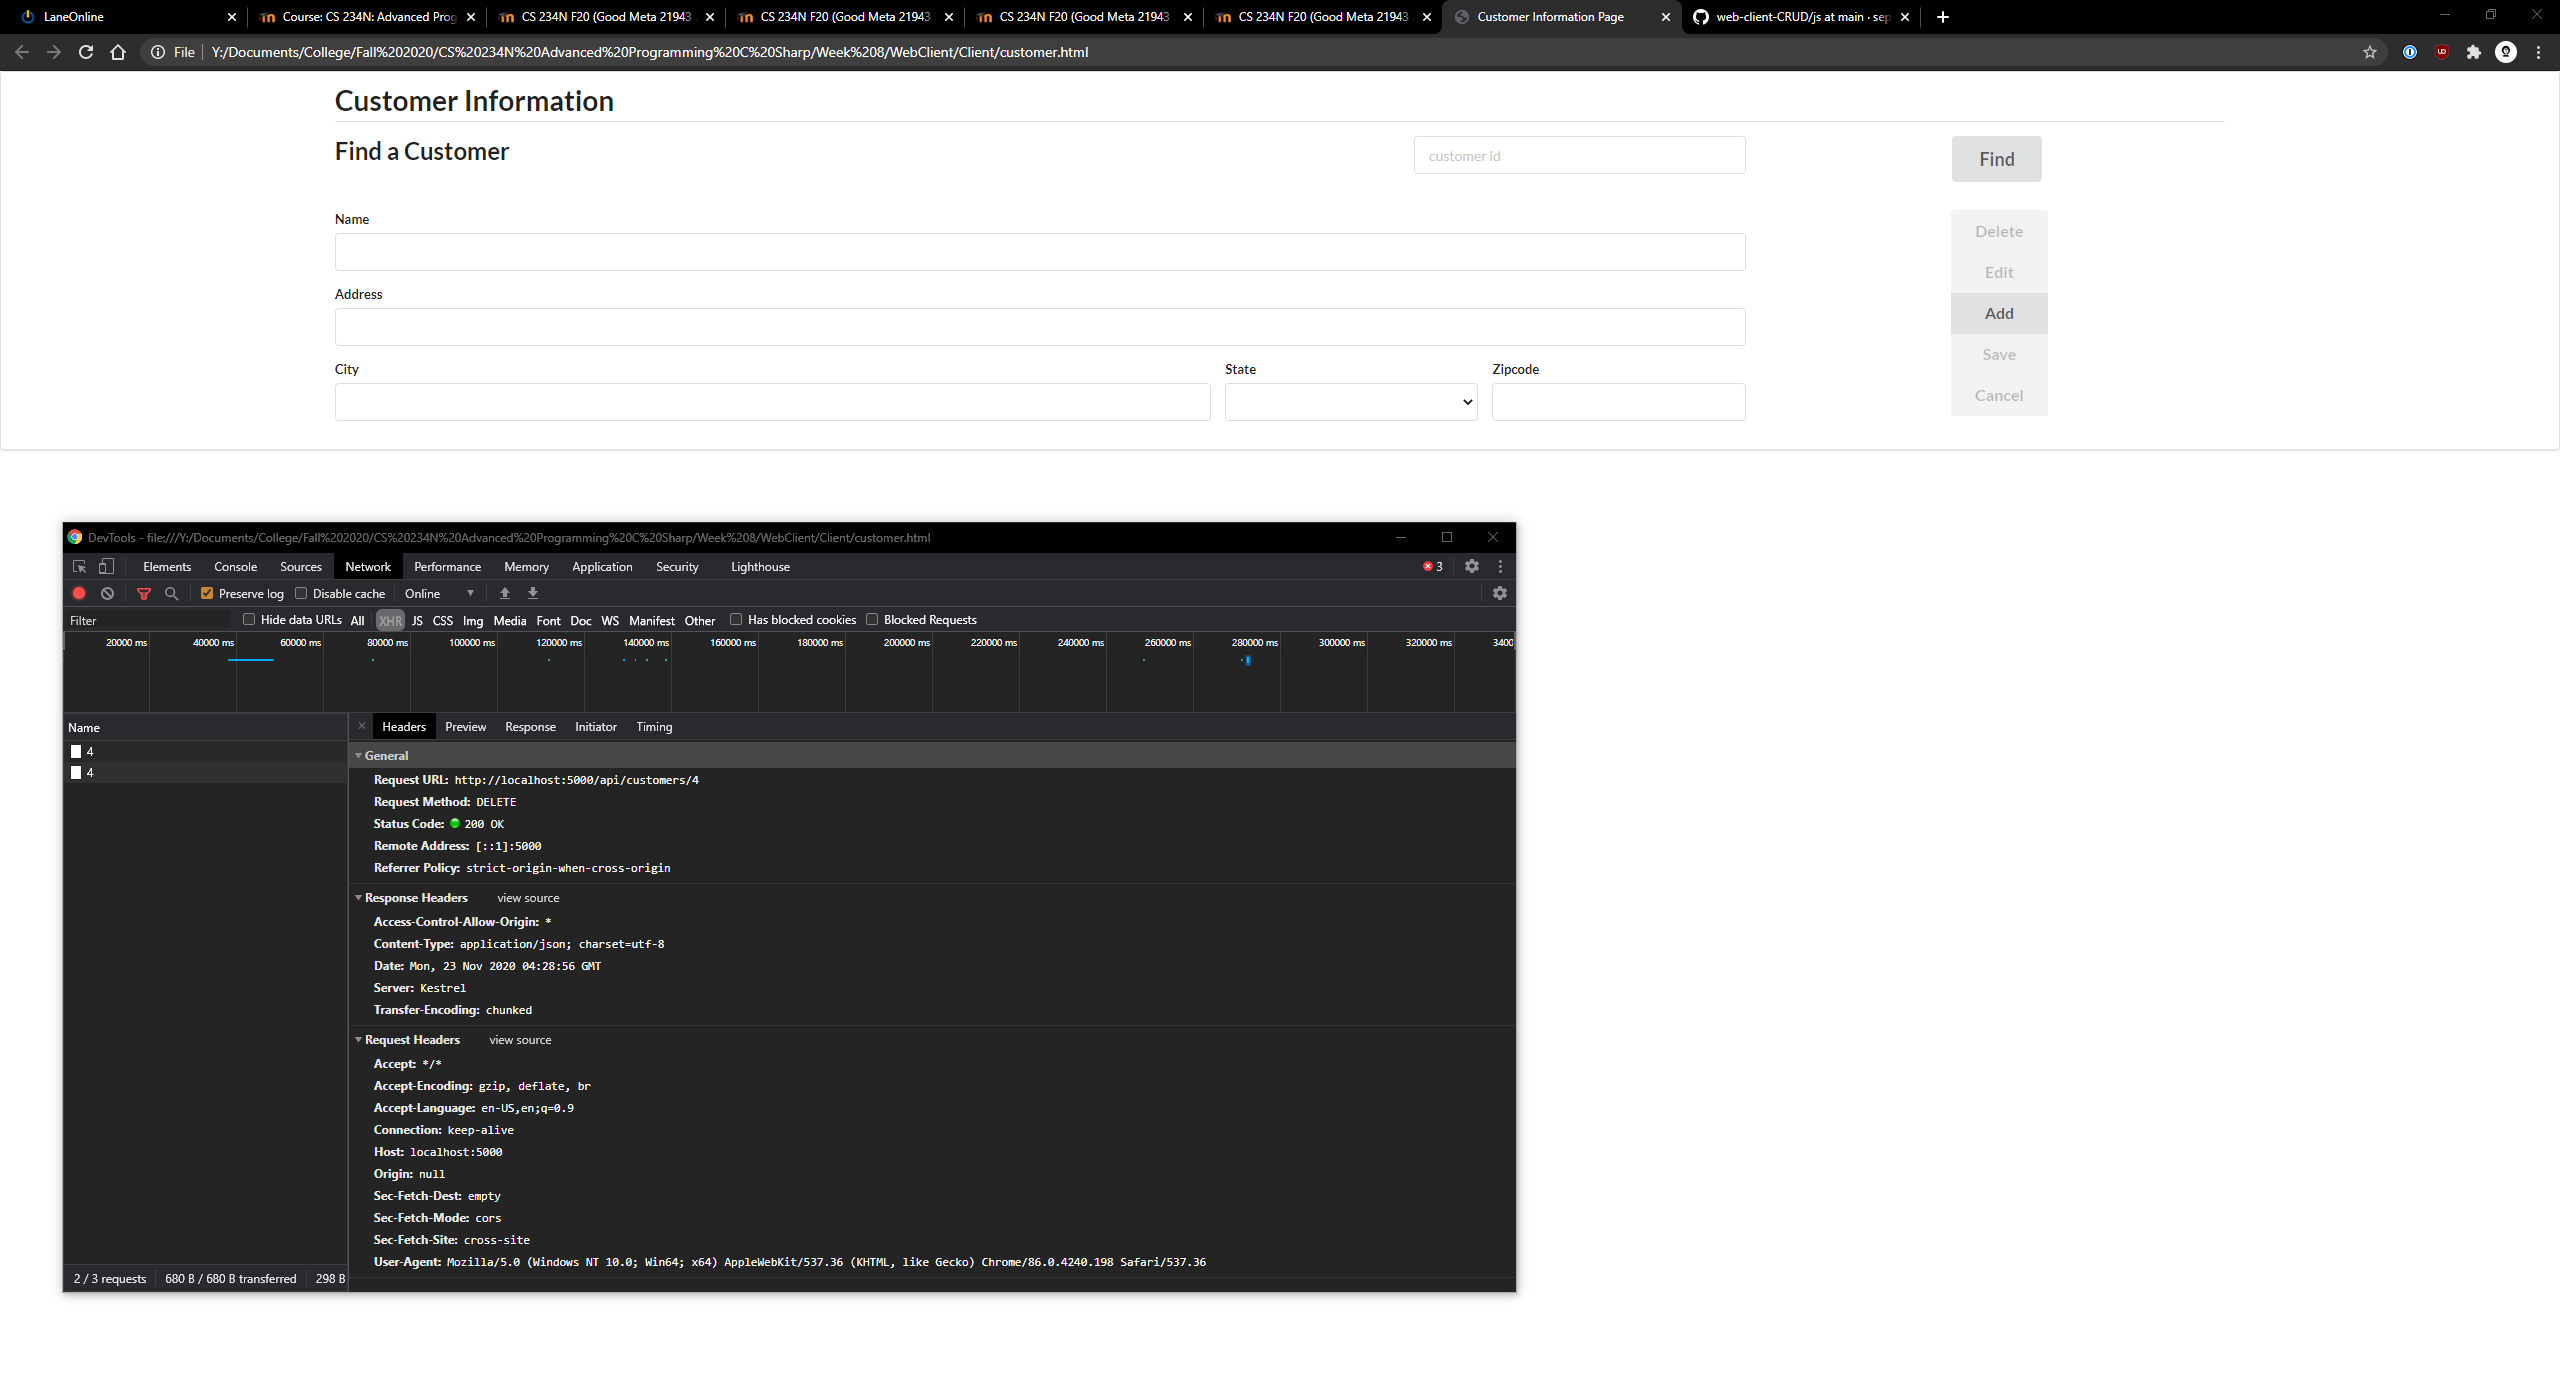 LaneOnline
Course: CS 234N: Advanced Prog
CS 234N F20 (Good Meta 21943
CS 234N F20 (Good Meta 21943
CS 234N F20 (Good Meta 21943
CS 234N F20 (Good Meta 21943
Customer Information Page
web-client-CRUD/js at main · sep
File Y:/Documents/College/Fall%202020/CS%20234N%20Advanced%20Programming%20C%20Sharp/Week%208/WebClient/Client/customer.html
Customer Information
Find a Customer
customer id
Find
Name
Delete
Edit
Address
Add
City
State
Zipcode
Save
Cancel
DevTools - file:///Y:/Documents/College/Fall%202020/CS%20234N%20Advanced%20Programming%20C%20Sharp/Week%208/WebClient/Client/customer.html
Elements Console Sources Network Performance Memory Application Security Lighthouse 3
Preserve log Disable cache Online
Filter Hide data URLs All XHR JS CSS Img Media Font Doc WS Manifest Other Has blocked cookies Blocked Requests
20000 ms 40000 ms 60000 ms 80000 ms 100000 ms 120000 ms 140000 ms 160000 ms 180000 ms 200000 ms 220000 ms 240000 ms 260000 ms 280000 ms 300000 ms 320000 ms 3400
Name
4
4
Headers Preview Response Initiator Timing
General
Request URL: http://localhost:5000/api/customers/4
Request Method: DELETE
Status Code: 200 OK
Remote Address: [::1]:5000
Referrer Policy: strict-origin-when-cross-origin
Response Headers view source
Access-Control-Allow-Origin: *
Content-Type: application/json; charset=utf-8
Date: Mon, 23 Nov 2020 04:28:56 GMT
Server: Kestrel
Transfer-Encoding: chunked
Request Headers view source
Accept: */*
Accept-Encoding: gzip, deflate, br
Accept-Language: en-US,en;q=0.9
Connection: keep-alive
Host: localhost:5000
Origin: null
Sec-Fetch-Dest: empty
Sec-Fetch-Mode: cors
Sec-Fetch-Site: cross-site
User-Agent: Mozilla/5.0 (Windows NT 10.0; Win64; x64) AppleWebKit/537.36 (KHTML, like Gecko) Chrome/86.0.4240.198 Safari/537.36
2 / 3 requests 680 B / 680 B transferred 298 B